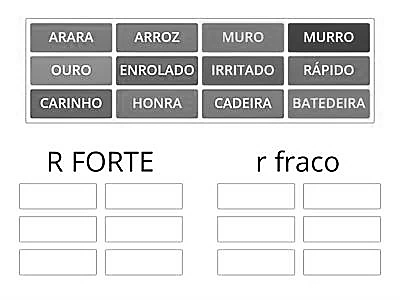 ARARA ARROZ MURO MURRO
OURO ENROLADO IRRITADO RÁPIDO
CARINHO HONRA CADEIRA BATEDEIRA
R FORTE r fraco